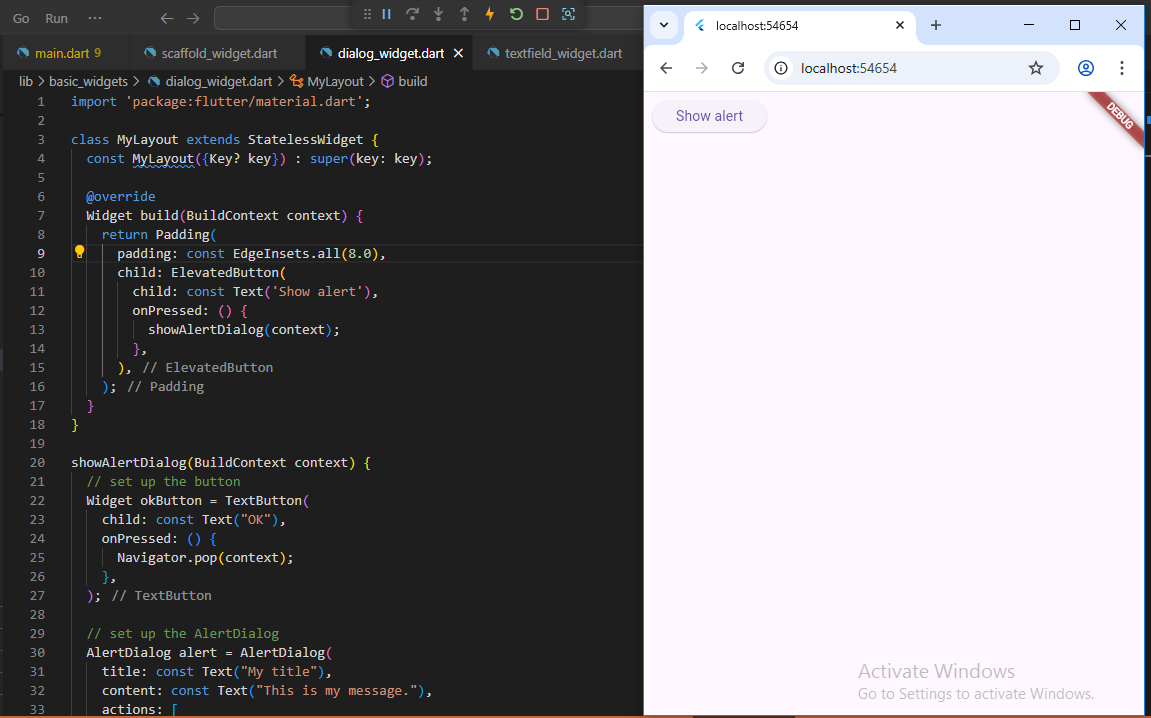 Go Run ···
main.dart 9 scaffold_widget.dart dialog_widget.dart textfield_widget.dart
lib > basic_widgets > dialog_widget.dart > MyLayout > build
1 import 'package:flutter/material.dart';
2
3 class MyLayout extends StatelessWidget {
4 const MyLayout({Key? key}) : super(key: key);
5
6 @override
7 Widget build(BuildContext context) {
8 return Padding(
9 padding: const EdgeInsets.all(8.0),
10 child: ElevatedButton(
11 child: const Text('Show alert'),
12 onPressed: () {
13 showAlertDialog(context);
14 },
15 ), // ElevatedButton
16 ); // Padding
17 }
18 }
19
20 showAlertDialog(BuildContext context) {
21 // set up the button
22 Widget okButton = TextButton(
23 child: const Text("OK"),
24 onPressed: () {
25 Navigator.pop(context);
26 },
27 ); // TextButton
28
29 // set up the AlertDialog
30 AlertDialog alert = AlertDialog(
31 title: const Text("My title"),
32 content: const Text("This is my message."),
33 actions: [
localhost:54654
localhost:54654
Show alert
DEBUG
Activate Windows
Go to Settings to activate Windows.